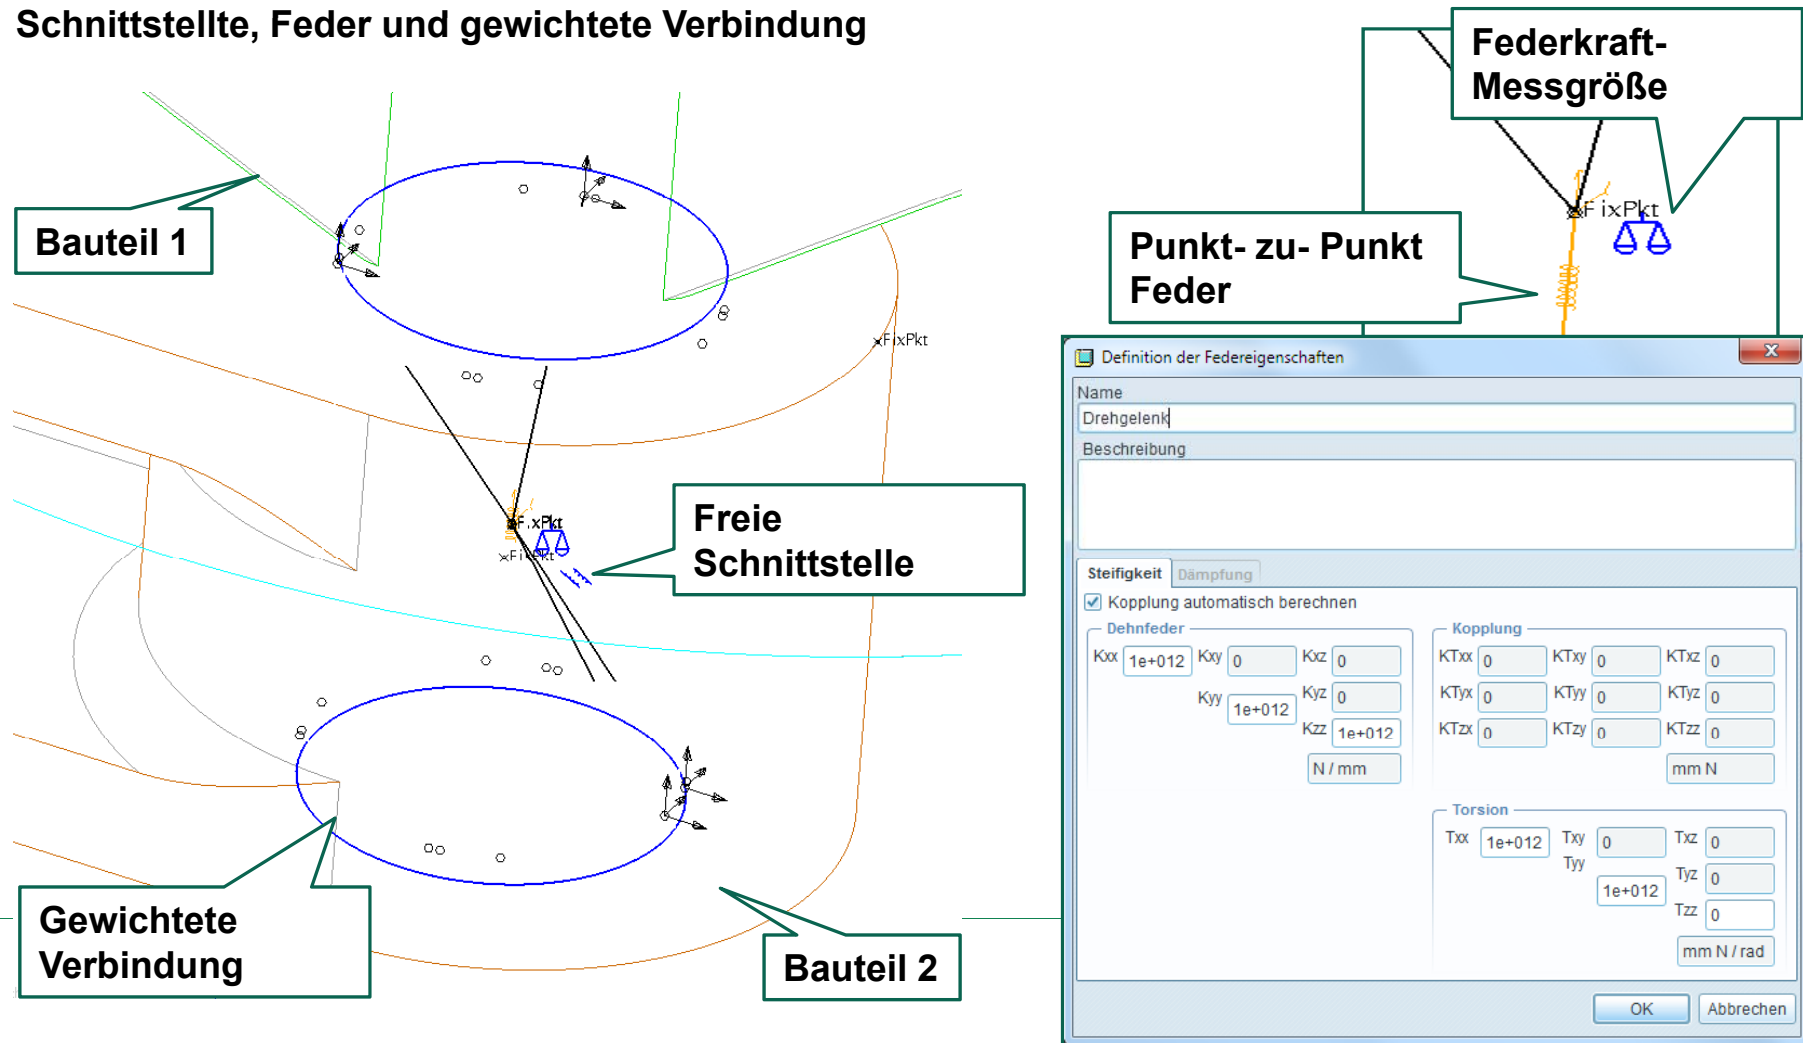 Schnittstellte, Feder und gewichtete Verbindung
Federkraft-
Messgröße
Bauteil 1
FixPkt
Punkt- zu- Punkt
Feder
FixPkt
Freie
Schnittstelle
F.xPkt
FixPkt
Gewichtete
Verbindung
Bauteil 2
Definition der Federeigenschaften
Name
Drehgelenk
Beschreibung
Steifigkeit Dämpfung
Kopplung automatisch berechnen
Dehnfeder
Kxx 1e+012 Kxy 0 Kxz 0
Kyy 1e+012 Kyz 0
Kzz 1e+012
N / mm
Kopplung
KTxx 0 KTxy 0 KTxz 0
KTyx 0 KTyy 0 KTyz 0
KTzx 0 KTzy 0 KTzz 0
mm N
Torsion
Txx 1e+012 Txy 0 Txz 0
Tyy 1e+012 Tyz 0
Tzz 0
mm N / rad
OK Abbrechen